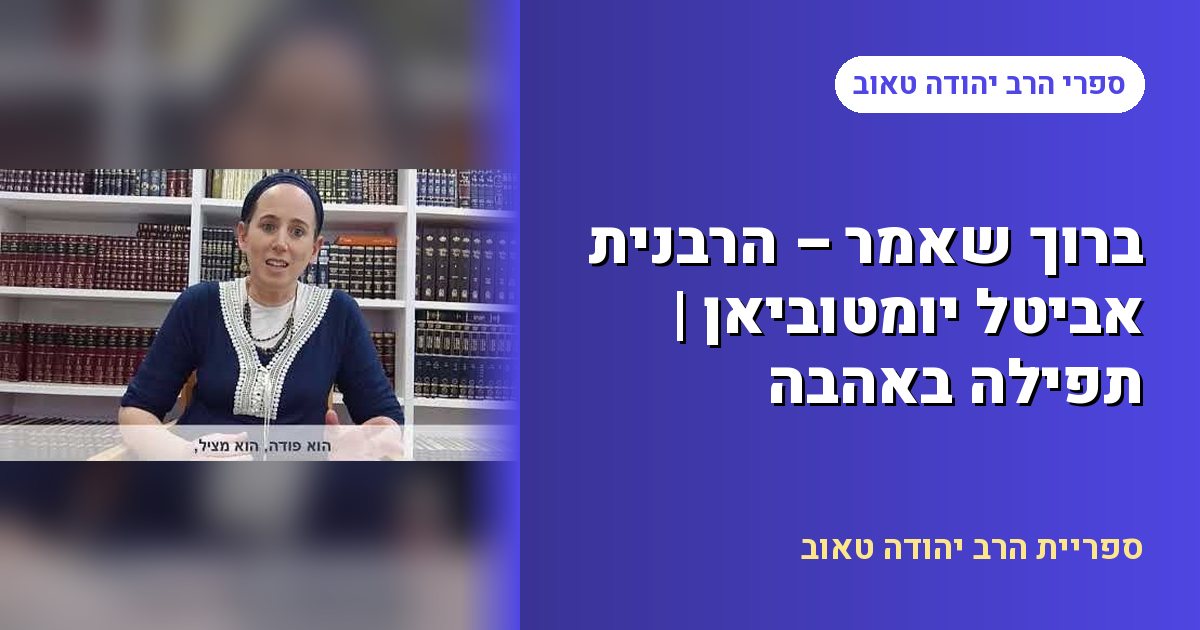 ספרי הרב יהודה טאוב
ברוך שאמר – הרבנית
אביטל יומטוביאן |
תפילה באהבה
הוא פודה, הוא מציל,
ספריית הרב יהודה טאוב